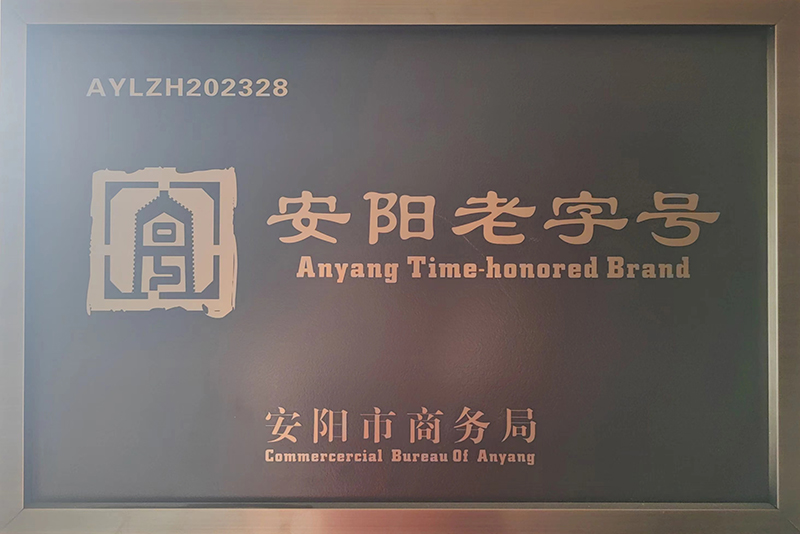 AYLZH202328
安阳老字号
Anyang Time-honored Brand
安阳市商务局
Commercercial Bureau Of Anyang